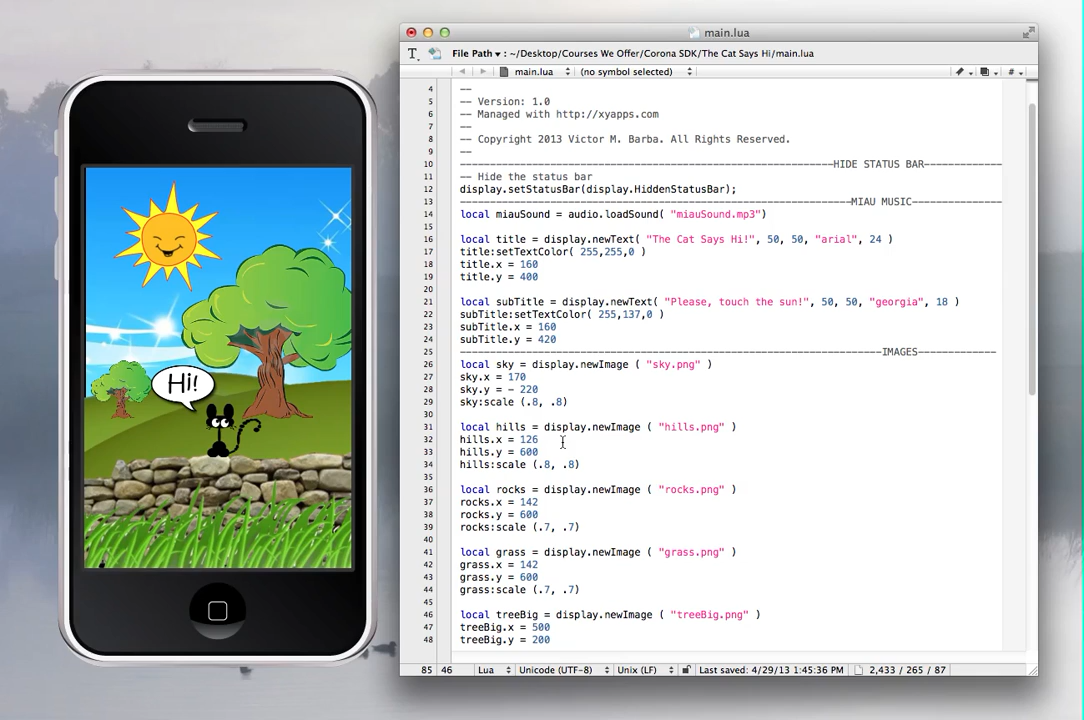 Hi!
main.lua
File Path ▾ : ~/Desktop/Courses We Offer/Corona SDK/The Cat Says Hi/main.lua
main.lua (no symbol selected)
4 --
5 -- Version: 1.0
6 -- Managed with http://xyapps.com
7 --
8 -- Copyright 2013 Victor M. Barba. All Rights Reserved.
9 --
10 --------------------------------------------------------------HIDE STATUS BAR-------------
11 -- Hide the status bar
12 display.setStatusBar(display.HiddenStatusBar);
13 -----------------------------------------------------------------MIAU MUSIC---------------
14 local miauSound = audio.loadSound( "miauSound.mp3")
15
16 local title = display.newText( "The Cat Says Hi!", 50, 50, "arial", 24 )
17 title:setTextColor( 255,255,0 )
18 title.x = 160
19 title.y = 400
20
21 local subTitle = display.newText( "Please, touch the sun!", 50, 50, "georgia", 18 )
22 subTitle:setTextColor( 255,137,0 )
23 subTitle.x = 160
24 subTitle.y = 420
25 ----------------------------------------------------------------------IMAGES-------------
26 local sky = display.newImage ( "sky.png" )
27 sky.x = 170
28 sky.y = - 220
29 sky:scale (.8, .8)
30
31 local hills = display.newImage ( "hills.png" )
32 hills.x = 126
33 hills.y = 600
34 hills:scale (.8, .8)
35
36 local rocks = display.newImage ( "rocks.png" )
37 rocks.x = 142
38 rocks.y = 600
39 rocks:scale (.7, .7)
40
41 local grass = display.newImage ( "grass.png" )
42 grass.x = 142
43 grass.y = 600
44 grass:scale (.7, .7)
45
46 local treeBig = display.newImage ( "treeBig.png" )
47 treeBig.x = 500
48 treeBig.y = 200
85 46 Lua Unicode (UTF-8) Unix (LF) Last saved: 4/29/13 1:45:36 PM 2,433 / 265 / 87